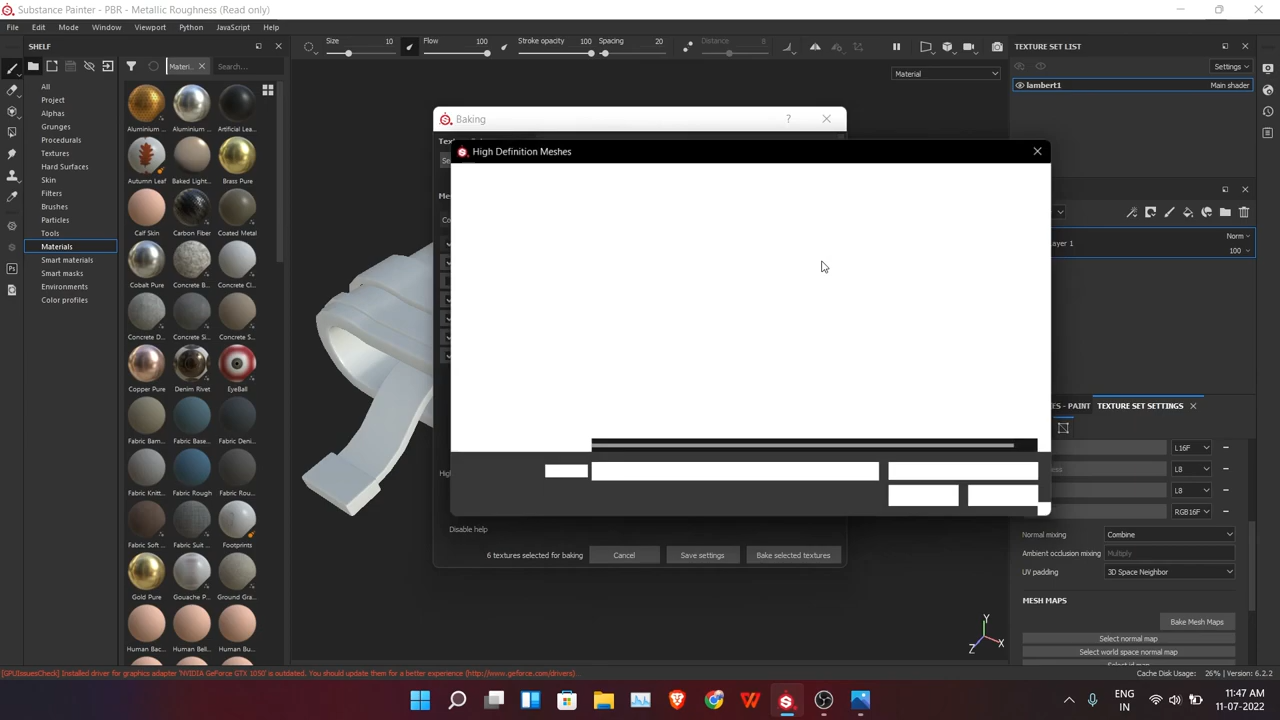 Substance Painter - PBR - Metallic Roughness (Read only)
File Edit Mode Window Viewport Python JavaScript Help
SHELF
Size 10 Flow 100 Stroke opacity 100 Spacing 20 Distance 8
TEXTURE SET LIST
Materi... Search...
Settings
Material
lambert1 Main shader
All
Project
Alphas
Grunges
Procedurals
Textures
Hard Surfaces
Skin
Filters
Brushes
Particles
Tools
Materials
Smart materials
Smart masks
Environments
Color profiles
Aluminium ... Aluminium ... Artificial Lea...
Autumn Leaf Baked Light... Brass Pure
Calf Skin Carbon Fiber Coated Metal
Cobalt Pure Concrete B... Concrete Cl...
Concrete D... Concrete Si... Concrete S...
Copper Pure Denim Rivet EyeBall
Fabric Bam... Fabric Base... Fabric Deni...
Fabric Knitt... Fabric Rough Fabric Rou...
Fabric Soft ... Fabric Suit ... Footprints
Gold Pure Gouache P... Ground Gra...
Human Bac... Human Bel... Human Bu...
Baking ?
High Definition Meshes
Disable help
6 textures selected for baking Cancel Save settings Bake selected textures
Norm
ayer 1
100
ES - PAINT TEXTURE SET SETTINGS
L16F
L8
L8
RGB16F
Normal mixing Combine
Ambient occlusion mixing Multiply
UV padding 3D Space Neighbor
MESH MAPS
Bake Mesh Maps
Select normal map
Select world space normal map
Y
Z X
[GPUIssuesCheck] Installed driver for graphics adapter 'NVIDIA GeForce GTX 1050' is outdated. You should update them for a better experience (http://www.geforce.com/drivers)...
Cache Disk Usage: 26% | Version: 6.2.2
ENG
IN
11:47 AM
11-07-2022